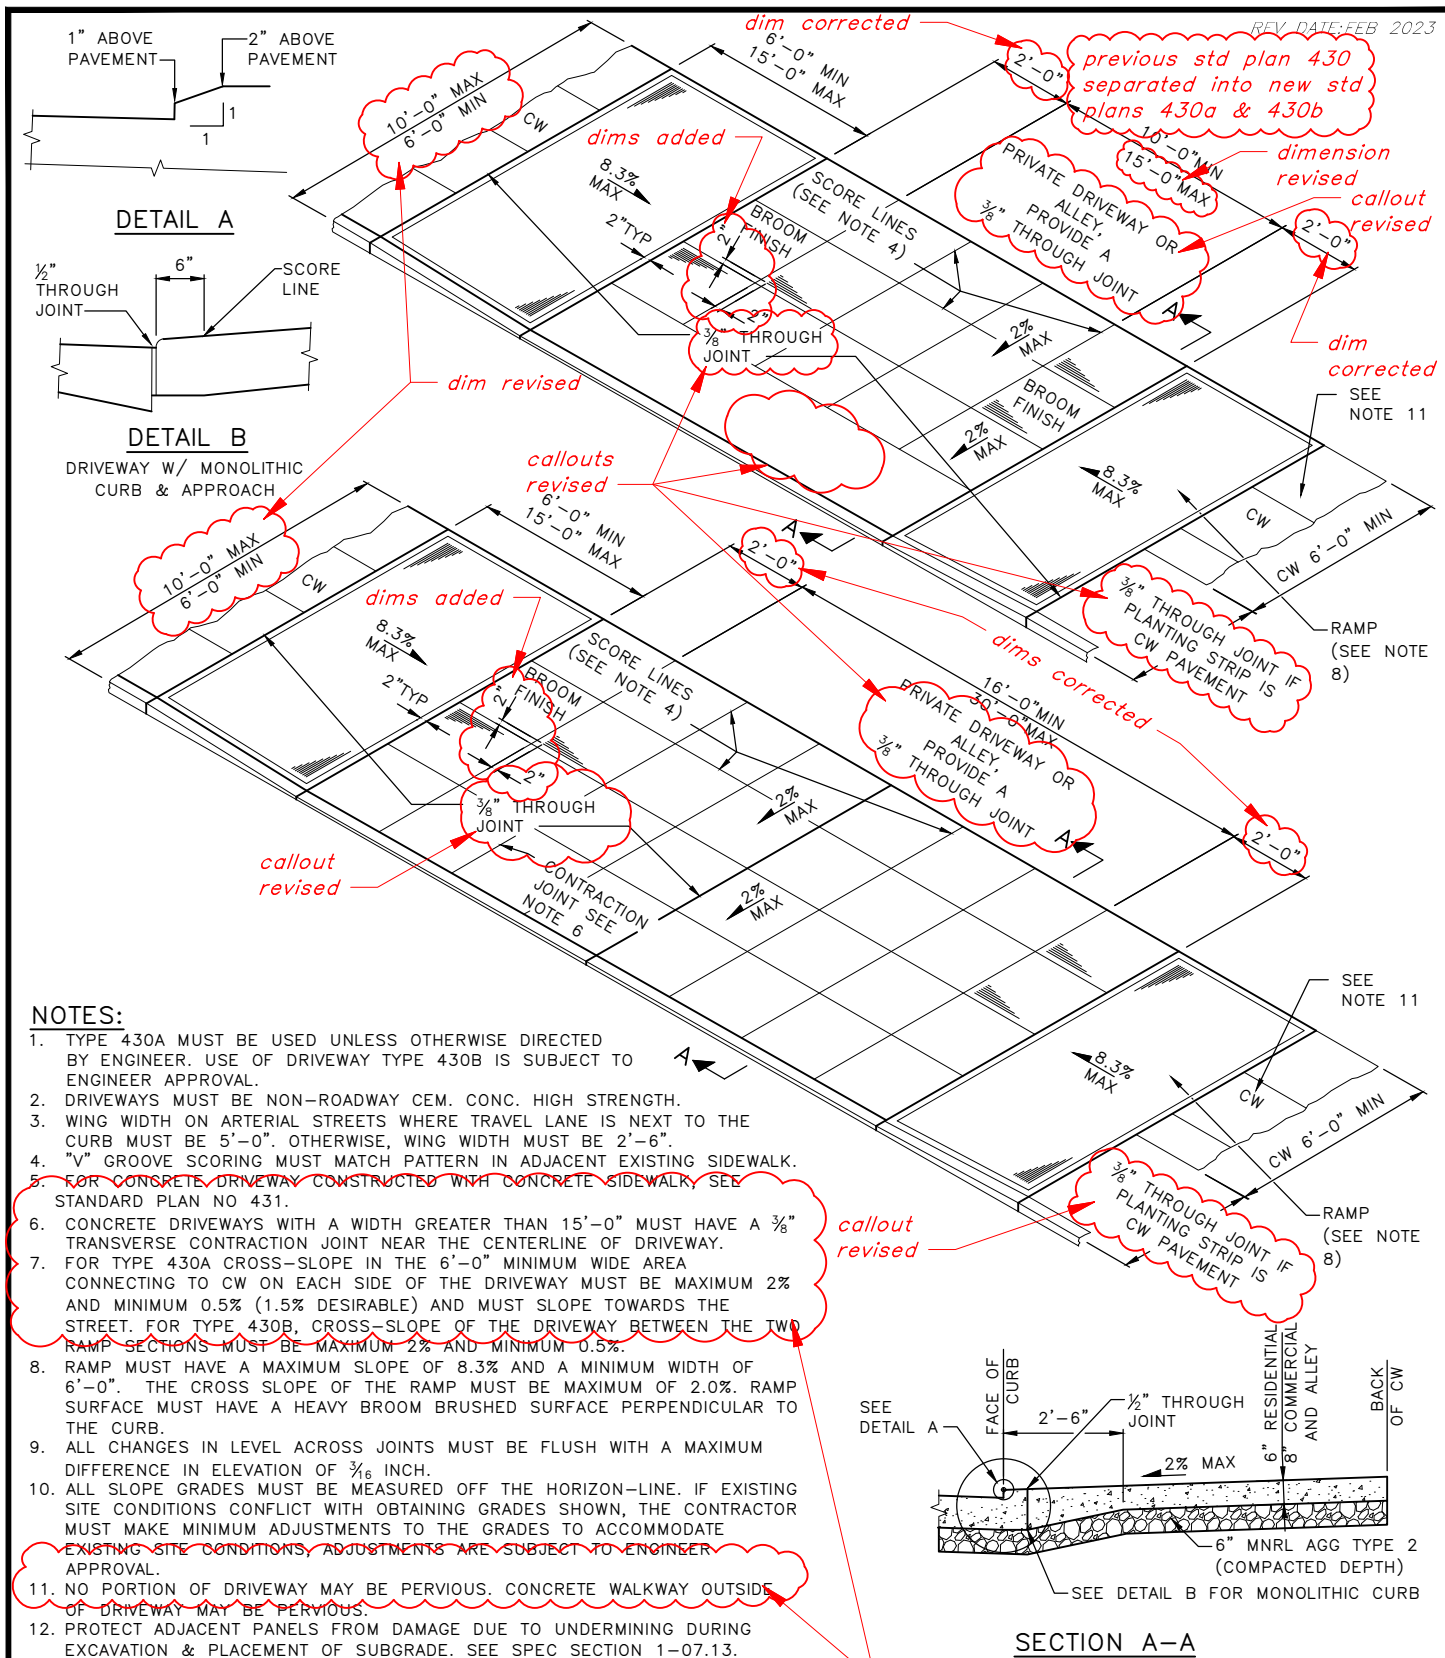 REV DATE:FEB 2023
1" ABOVE
PAVEMENT
2" ABOVE
PAVEMENT
1
1
DETAIL A
½"
THROUGH
JOINT
6"
SCORE
LINE
DETAIL B
DRIVEWAY W/ MONOLITHIC
CURB & APPROACH
dim corrected
previous std plan 430
separated into new std
plans 430a & 430b
10'-0" MAX
6'-0" MIN
CW
6'-0" MIN
15'-0" MAX
2'-0"
10'-0"MIN
15'-0"MAX
dimension
revised
callout
revised
2'-0"
dim
corrected
dims added
8.3%
MAX
2"TYP
2"
BROOM
FINISH
SCORE LINES
(SEE NOTE 4)
PRIVATE DRIVEWAY OR
ALLEY,
PROVIDE A
⅜" THROUGH JOINT
A
2"
⅜" THROUGH
JOINT
2%
MAX
BROOM
FINISH
2%
MAX
SEE
NOTE 11
dim revised
callouts
revised
8.3%
MAX
CW
CW 6'-0" MIN
⅜" THROUGH JOINT IF
PLANTING STRIP IS
CW PAVEMENT
RAMP
(SEE NOTE
8)
A
10'-0" MAX
6'-0" MIN
CW
6'-0" MIN
15'-0" MAX
2'-0"
dims added
dims corrected
8.3%
MAX
2"TYP
2"
BROOM
FINISH
SCORE LINES
(SEE NOTE 4)
16'-0"MIN
30'-0"MAX
PRIVATE DRIVEWAY OR
ALLEY,
PROVIDE A
⅜" THROUGH JOINT
A
2'-0"
2"
⅜" THROUGH
JOINT
callout
revised
CONTRACTION
JOINT SEE
NOTE 6
2%
MAX
2%
MAX
SEE
NOTE 11
8.3%
MAX
CW
CW 6'-0" MIN
⅜" THROUGH JOINT IF
PLANTING STRIP IS
CW PAVEMENT
RAMP
(SEE NOTE
8)
callout
revised
A
NOTES:
1. TYPE 430A MUST BE USED UNLESS OTHERWISE DIRECTED
BY ENGINEER. USE OF DRIVEWAY TYPE 430B IS SUBJECT TO
ENGINEER APPROVAL.
2. DRIVEWAYS MUST BE NON-ROADWAY CEM. CONC. HIGH STRENGTH.
3. WING WIDTH ON ARTERIAL STREETS WHERE TRAVEL LANE IS NEXT TO THE
CURB MUST BE 5'-0". OTHERWISE, WING WIDTH MUST BE 2'-6".
4. "V" GROOVE SCORING MUST MATCH PATTERN IN ADJACENT EXISTING SIDEWALK.
5. FOR CONCRETE DRIVEWAY CONSTRUCTED WITH CONCRETE SIDEWALK, SEE
STANDARD PLAN NO 431.
6. CONCRETE DRIVEWAYS WITH A WIDTH GREATER THAN 15'-0" MUST HAVE A ⅜"
TRANSVERSE CONTRACTION JOINT NEAR THE CENTERLINE OF DRIVEWAY.
7. FOR TYPE 430A CROSS-SLOPE IN THE 6'-0" MINIMUM WIDE AREA
CONNECTING TO CW ON EACH SIDE OF THE DRIVEWAY MUST BE MAXIMUM 2%
AND MINIMUM 0.5% (1.5% DESIRABLE) AND MUST SLOPE TOWARDS THE
STREET. FOR TYPE 430B, CROSS-SLOPE OF THE DRIVEWAY BETWEEN THE TWO
RAMP SECTIONS MUST BE MAXIMUM 2% AND MINIMUM 0.5%.
8. RAMP MUST HAVE A MAXIMUM SLOPE OF 8.3% AND A MINIMUM WIDTH OF
6'-0". THE CROSS SLOPE OF THE RAMP MUST BE MAXIMUM OF 2.0%. RAMP
SURFACE MUST HAVE A HEAVY BROOM BRUSHED SURFACE PERPENDICULAR TO
THE CURB.
9. ALL CHANGES IN LEVEL ACROSS JOINTS MUST BE FLUSH WITH A MAXIMUM
DIFFERENCE IN ELEVATION OF 3⁄16 INCH.
10. ALL SLOPE GRADES MUST BE MEASURED OFF THE HORIZON-LINE. IF EXISTING
SITE CONDITIONS CONFLICT WITH OBTAINING GRADES SHOWN, THE CONTRACTOR
MUST MAKE MINIMUM ADJUSTMENTS TO THE GRADES TO ACCOMMODATE
EXISTING SITE CONDITIONS, ADJUSTMENTS ARE SUBJECT TO ENGINEER
APPROVAL.
11. NO PORTION OF DRIVEWAY MAY BE PERVIOUS. CONCRETE WALKWAY OUTSIDE
OF DRIVEWAY MAY BE PERVIOUS.
12. PROTECT ADJACENT PANELS FROM DAMAGE DUE TO UNDERMINING DURING
EXCAVATION & PLACEMENT OF SUBGRADE. SEE SPEC SECTION 1-07.13.
SEE
DETAIL A
FACE OF
CURB
2'-6"
½" THROUGH
JOINT
6" RESIDENTIAL
8" COMMERCIAL
AND ALLEY
BACK
OF CW
2% MAX
6" MNRL AGG TYPE 2
(COMPACTED DEPTH)
SEE DETAIL B FOR MONOLITHIC CURB
SECTION A-A